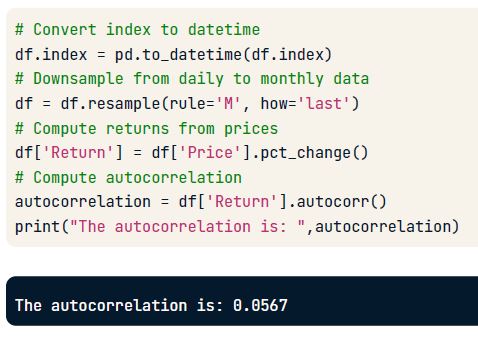 # Convert index to datetime
df.index = pd.to_datetime(df.index)
# Downsample from daily to monthly data
df = df.resample(rule='M', how='last')
# Compute returns from prices
df['Return'] = df['Price'].pct_change()
# Compute autocorrelation
autocorrelation = df['Return'].autocorr()
print("The autocorrelation is: ",autocorrelation)
The autocorrelation is: 0.0567